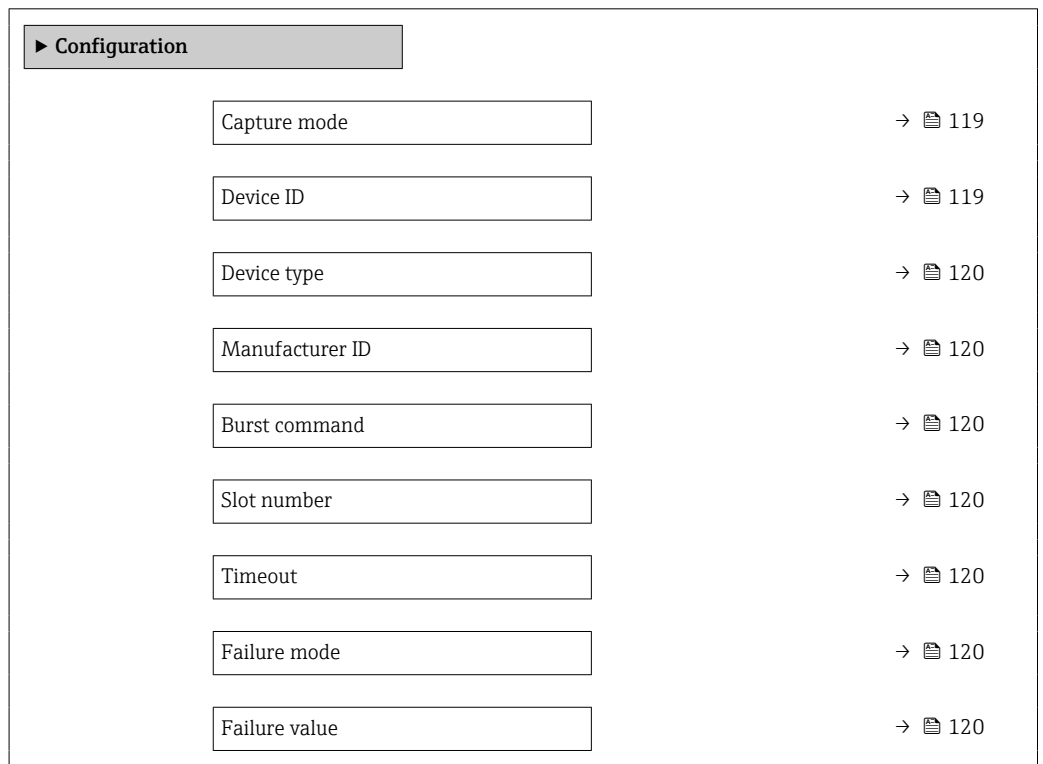 ▶ Configuration
Capture mode → 🖹 119
Device ID → 🖹 119
Device type → 🖹 120
Manufacturer ID → 🖹 120
Burst command → 🖹 120
Slot number → 🖹 120
Timeout → 🖹 120
Failure mode → 🖹 120
Failure value → 🖹 120